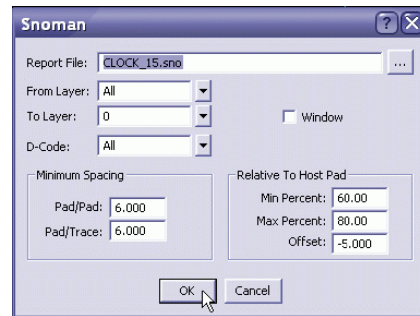 Snoman
Report File: CLOCK_15.sno ...
From Layer: All
To Layer: 0 Window
D-Code: All
Minimum Spacing Relative To Host Pad
Pad/Pad: 6.000 Min Percent: 60.00
Pad/Trace: 6.000 Max Percent: 80.00
Offset: -5.000
OK Cancel